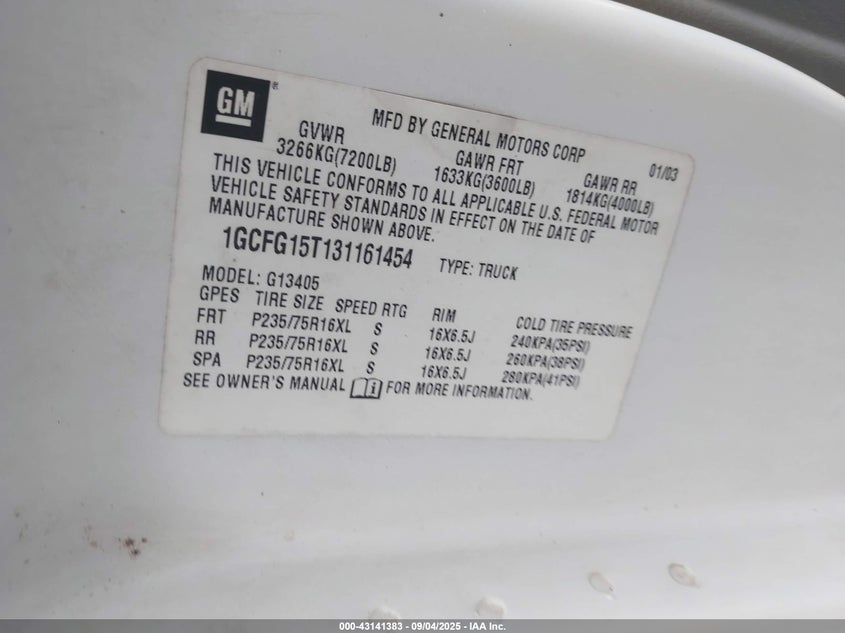 GM ®
MFD BY GENERAL MOTORS CORP 01/03
GVWR GAWR FRT GAWR RR
3266KG(7200LB) 1633KG(3600LB) 1814KG(4000LB)
THIS VEHICLE CONFORMS TO ALL APPLICABLE U.S. FEDERAL MOTOR
VEHICLE SAFETY STANDARDS IN EFFECT ON THE DATE OF
MANUFACTURE SHOWN ABOVE.
1GCFG15T131161454 TYPE: TRUCK
MODEL: G13405
GPES TIRE SIZE SPEED RTG RIM COLD TIRE PRESSURE
FRT P235/75R16XL S 16X6.5J 240KPA(35PSI)
RR P235/75R16XL S 16X6.5J 260KPA(38PSI)
SPA P235/75R16XL S 16X6.5J 280KPA(41PSI)
SEE OWNER'S MANUAL FOR MORE INFORMATION.
000-43141383 - 09/04/2025 - IAA Inc.